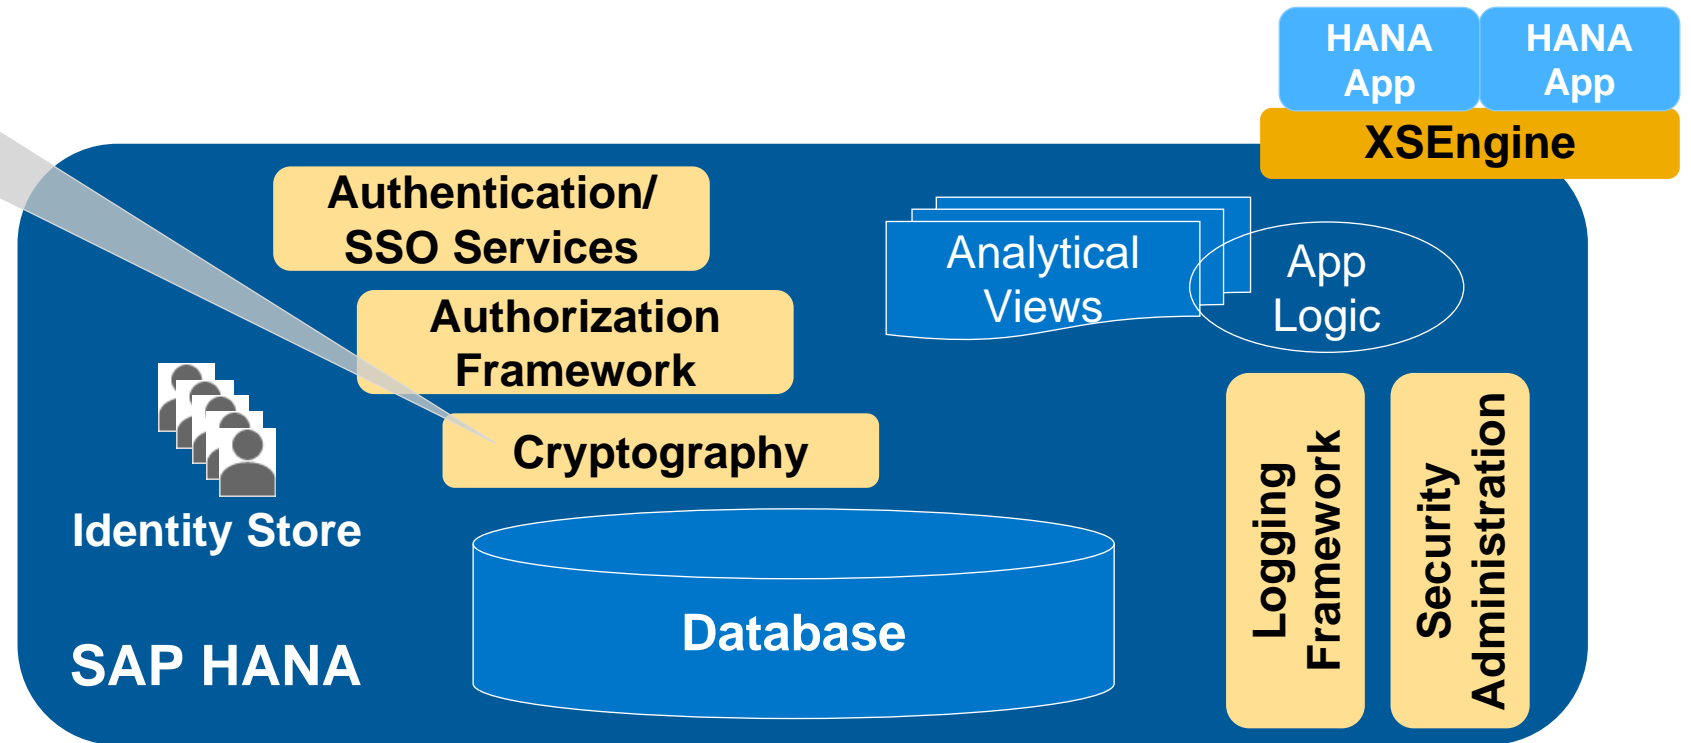 HANA
App
HANA
App
XSEngine
Authentication/
SSO Services
Analytical
Views
App
Logic
Authorization
Framework
Cryptography
Identity Store
Logging
Framework
Security
Administration
Database
SAP HANA